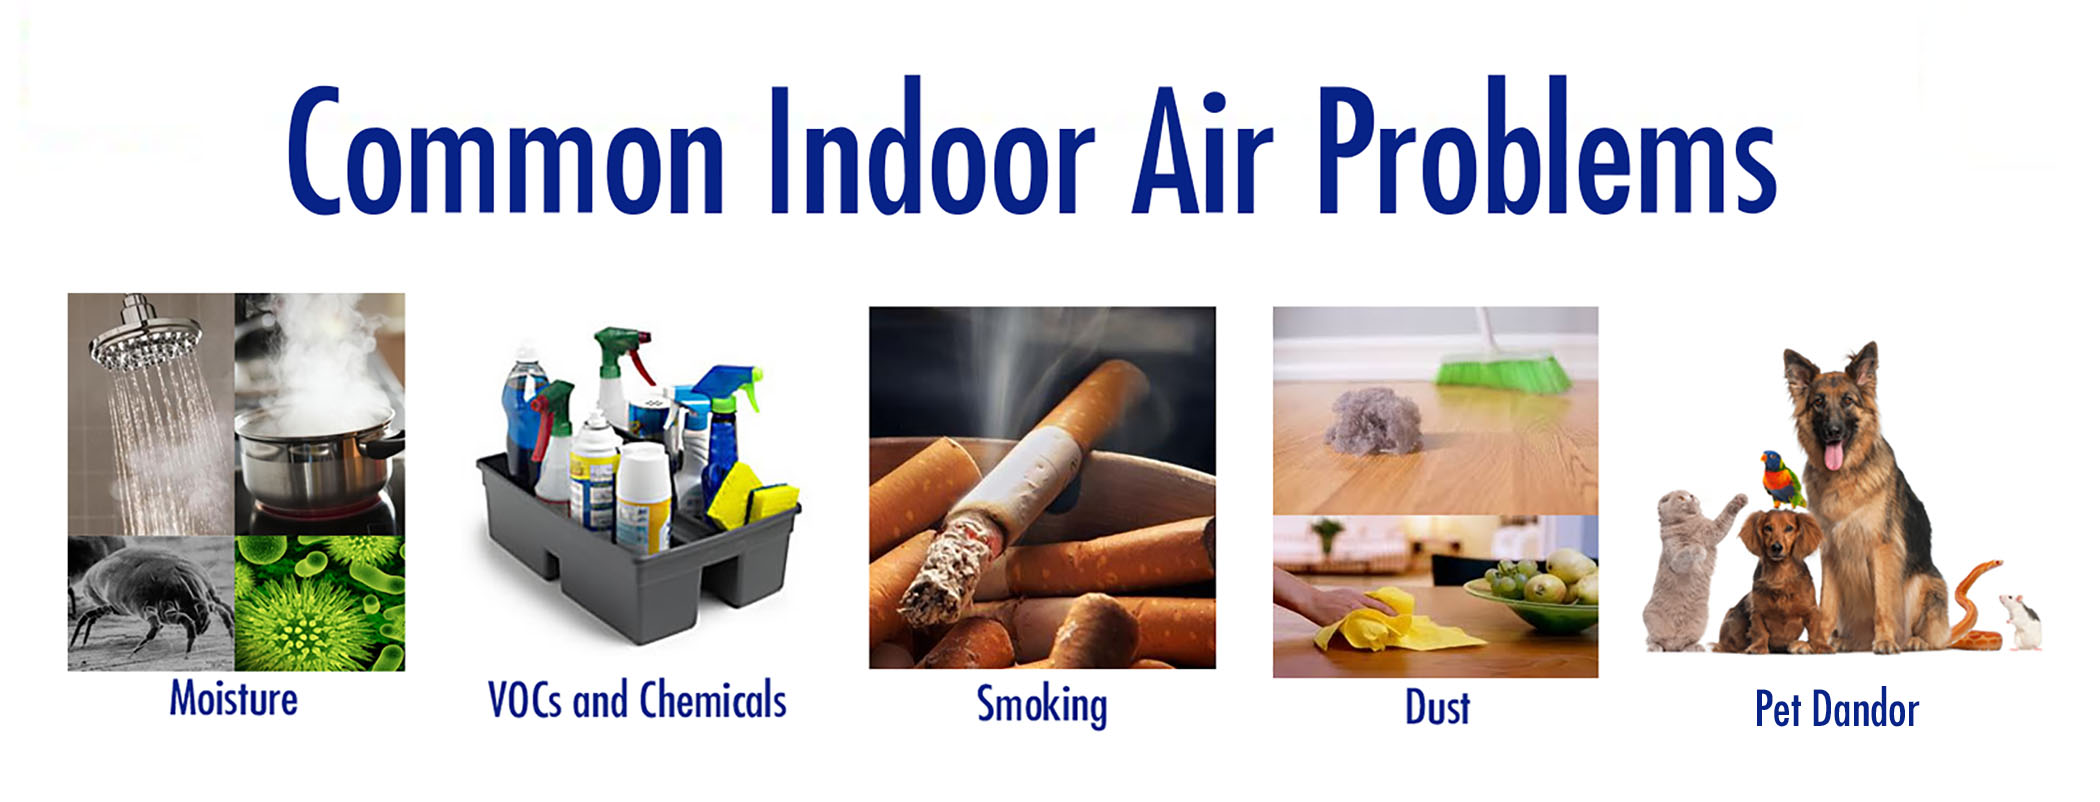 Common Indoor Air Problems
Moisture
VOCs and Chemicals
Smoking
Dust
Pet Dandor